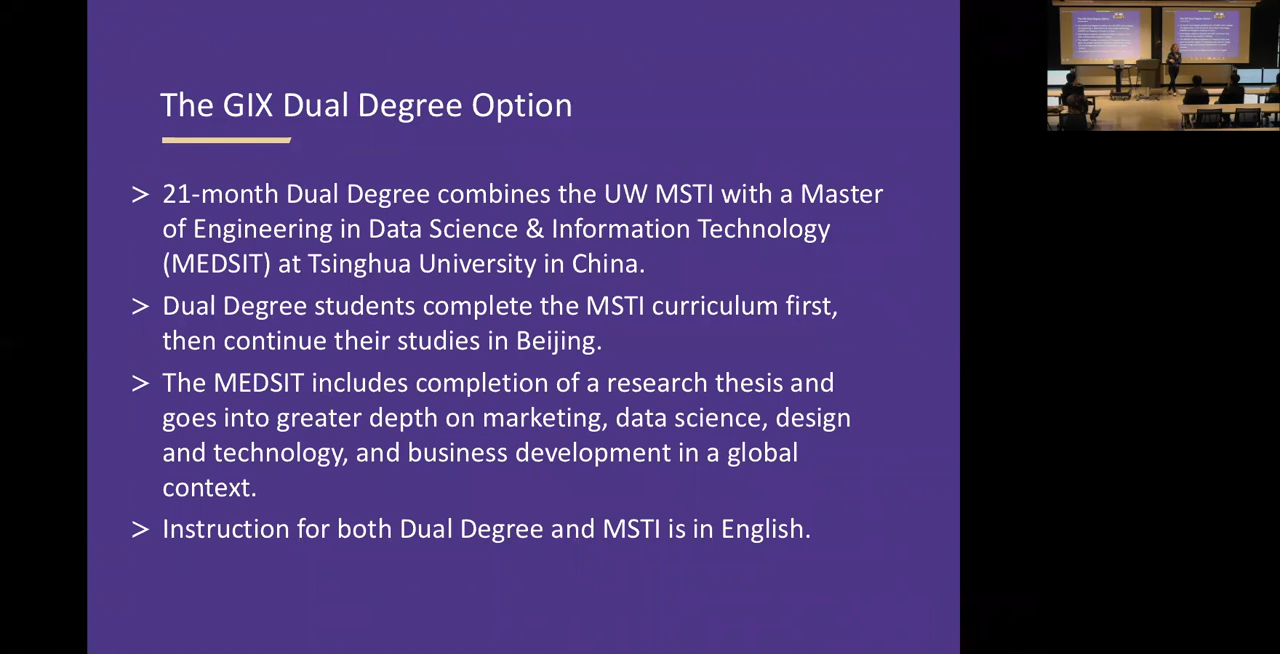 The GIX Dual Degree Option
> 21-month Dual Degree combines the UW MSTI with a Master
of Engineering in Data Science & Information Technology
(MEDSIT) at Tsinghua University in China.
> Dual Degree students complete the MSTI curriculum first,
then continue their studies in Beijing.
> The MEDSIT includes completion of a research thesis and
goes into greater depth on marketing, data science, design
and technology, and business development in a global
context.
> Instruction for both Dual Degree and MSTI is in English.